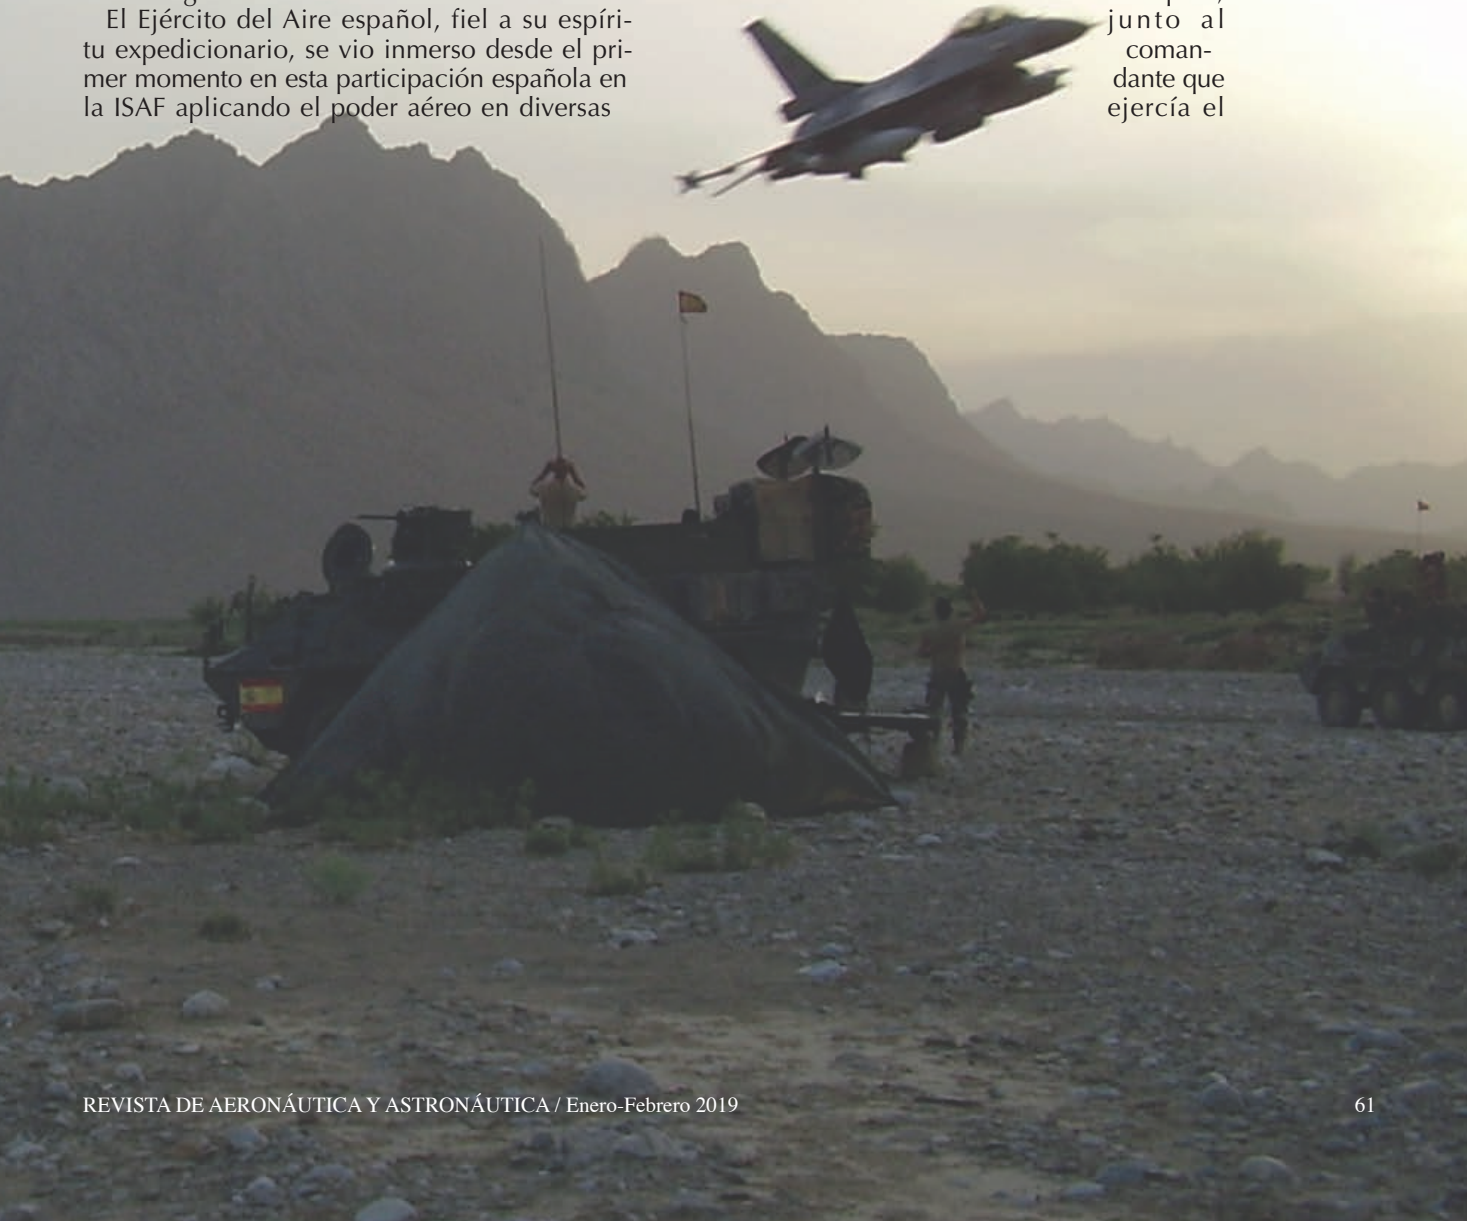 El Ejército del Aire español, fiel a su espíri-
tu expedicionario, se vio inmerso desde el pri-
mer momento en esta participación española en
la ISAF aplicando el poder aéreo en diversas
junto al
coman-
dante que
ejercía el
REVISTA DE AERONÁUTICA Y ASTRONÁUTICA / Enero-Febrero 2019
61